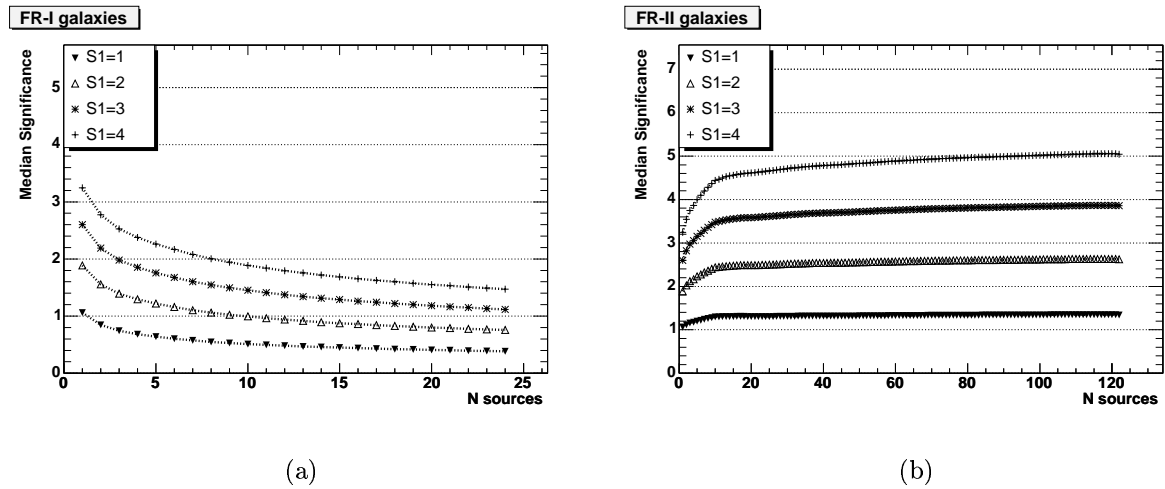 FR-I galaxies
Median Significance
S1=1
S1=2
S1=3
S1=4
5
4
3
2
1
0
0 5 10 15 20 25
N sources
(a)
FR-II galaxies
Median Significance
S1=1
S1=2
S1=3
S1=4
7
6
5
4
3
2
1
0
0 20 40 60 80 100 120
N sources
(b)